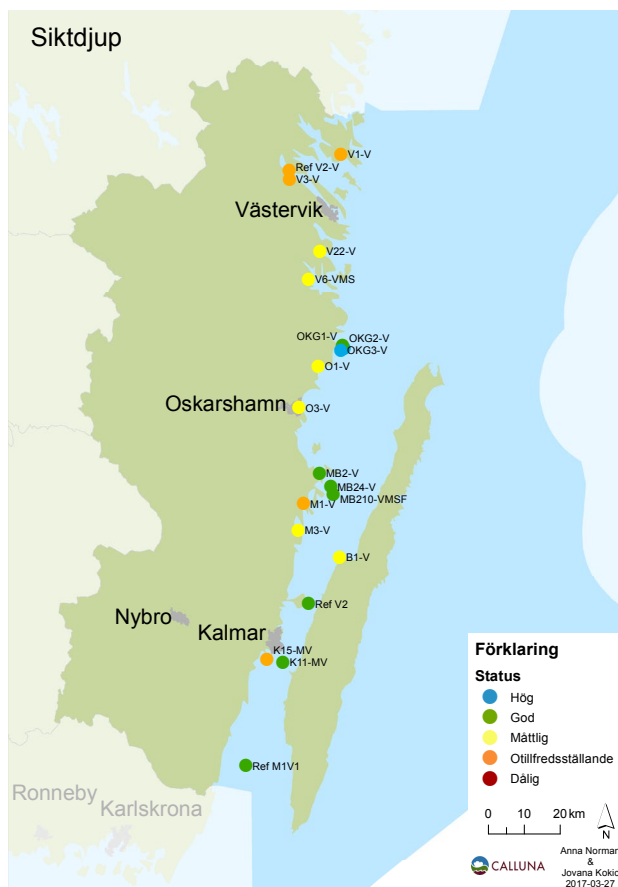 Siktdjup
V1-V
Ref V2-V
V3-V
Västervik
V22-V
V6-VMS
OKG1-V
OKG2-V
OKG3-V
O1-V
Oskarshamn
O3-V
MB2-V
MB24-V
MB210-VMSF
M1-V
M3-V
B1-V
Ref V2
Nybro
Kalmar
K15-MV
K11-MV
Ref M1V1
Ronneby
Karlskrona
Förklaring
Status
Hög
God
Måttlig
Otillfredsställande
Dålig
0 10 20 km
N
CALLUNA
Anna Norman
&
Jovana Kokic
2017-03-27